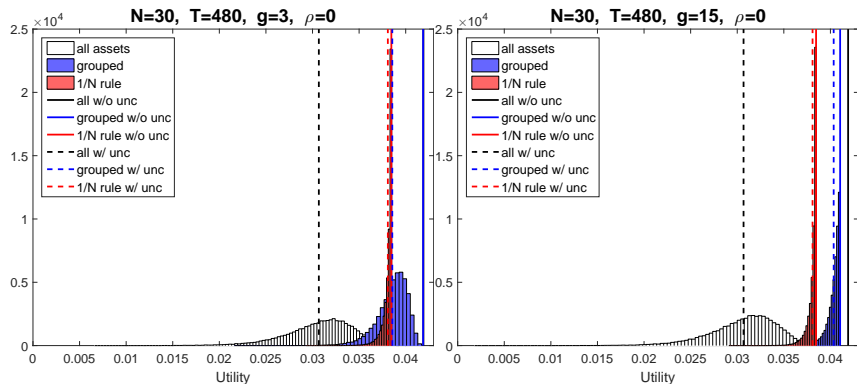 N=30, T=480, g=3, ρ=0
×10⁴
2.5
2
1.5
1
0.5
0
all assets
grouped
1/N rule
all w/o unc
grouped w/o unc
1/N rule w/o unc
all w/ unc
grouped w/ unc
1/N rule w/ unc
0 0.005 0.01 0.015 0.02 0.025 0.03 0.035 0.04
Utility
N=30, T=480, g=15, ρ=0
×10⁴
2.5
2
1.5
1
0.5
0
all assets
grouped
1/N rule
all w/o unc
grouped w/o unc
1/N rule w/o unc
all w/ unc
grouped w/ unc
1/N rule w/ unc
0 0.005 0.01 0.015 0.02 0.025 0.03 0.035 0.04
Utility